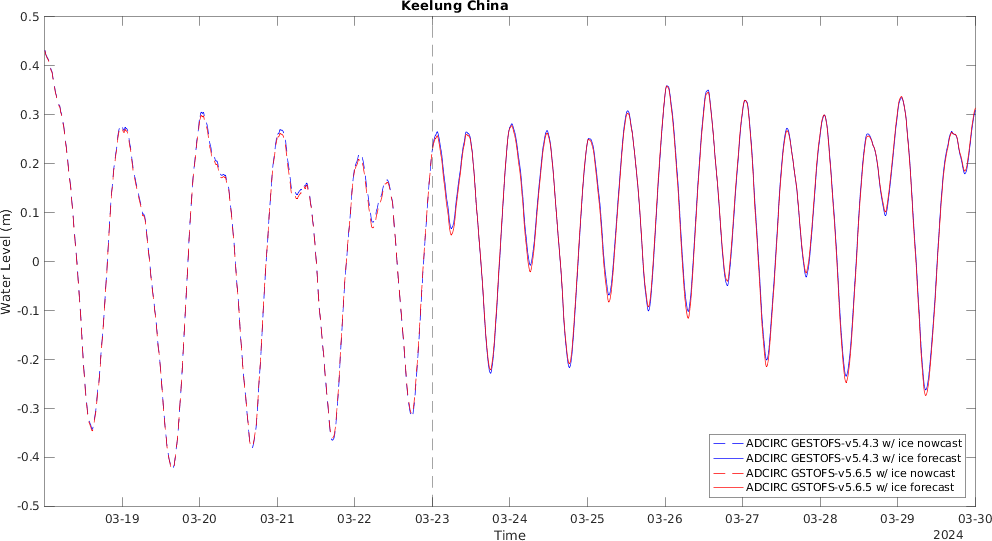 Keelung China
0.5
0.4
0.3
0.2
0.1
0
-0.1
-0.2
-0.3
-0.4
-0.5
Water Level (m)
ADCIRC GESTOFS-v5.4.3 w/ ice nowcast
ADCIRC GESTOFS-v5.4.3 w/ ice forecast
ADCIRC GSTOFS-v5.6.5 w/ ice nowcast
ADCIRC GSTOFS-v5.6.5 w/ ice forecast
03-19 03-20 03-21 03-22 03-23 03-24 03-25 03-26 03-27 03-28 03-29 03-30
Time
2024